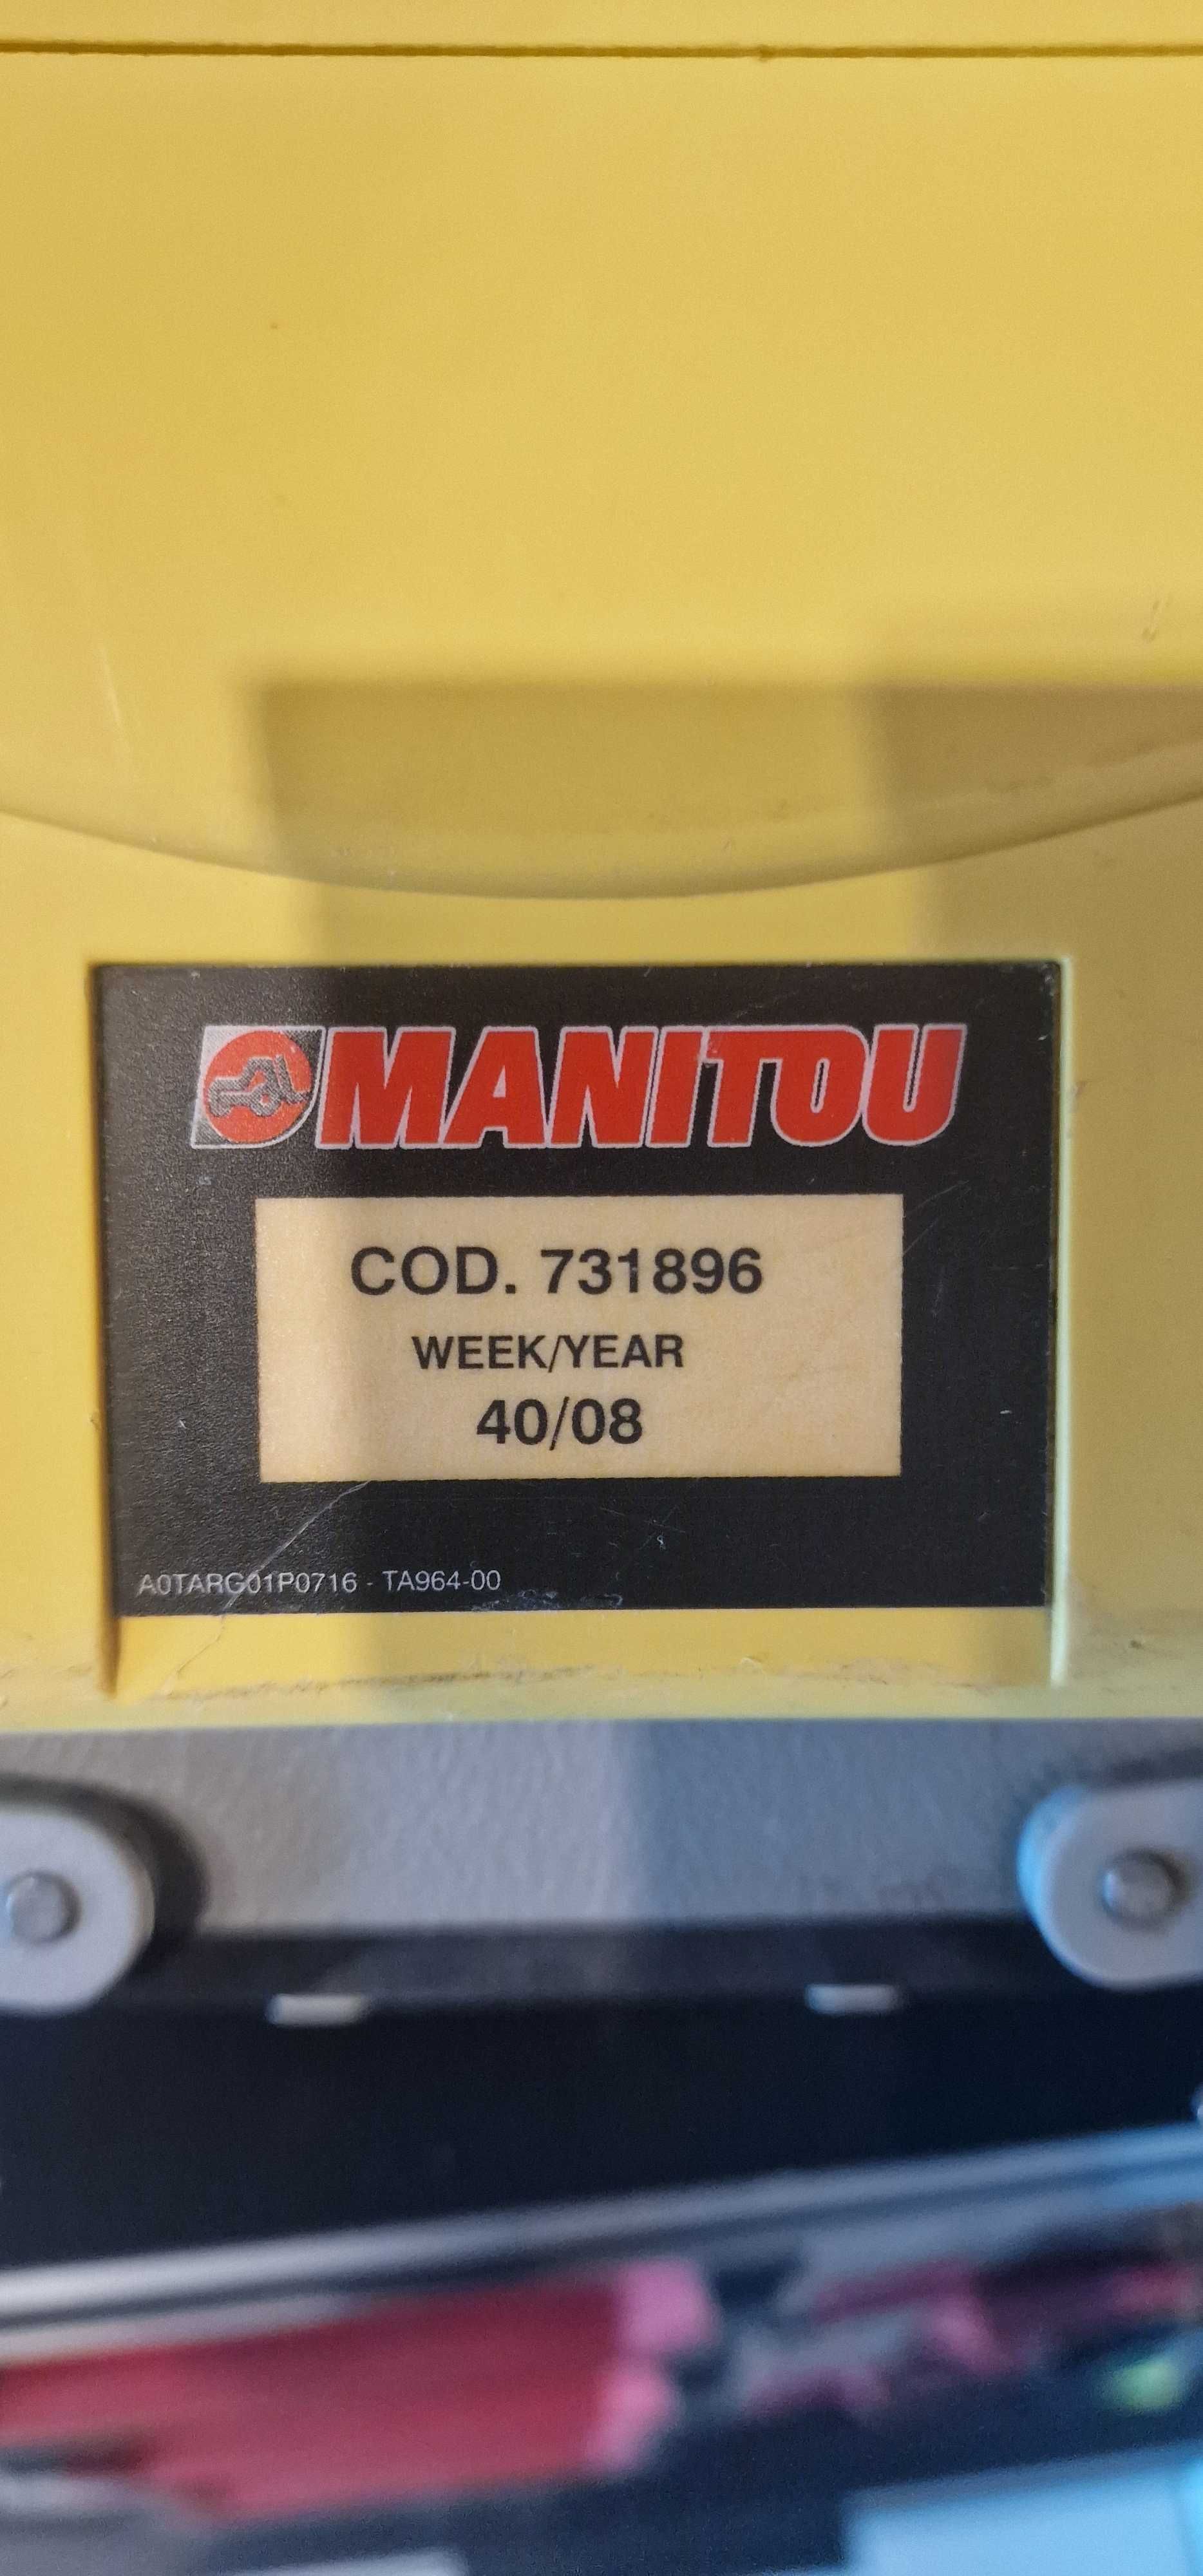 MANITOU
COD. 731896
WEEK/YEAR
40/08
A0TARG01P0716 - TA964-00